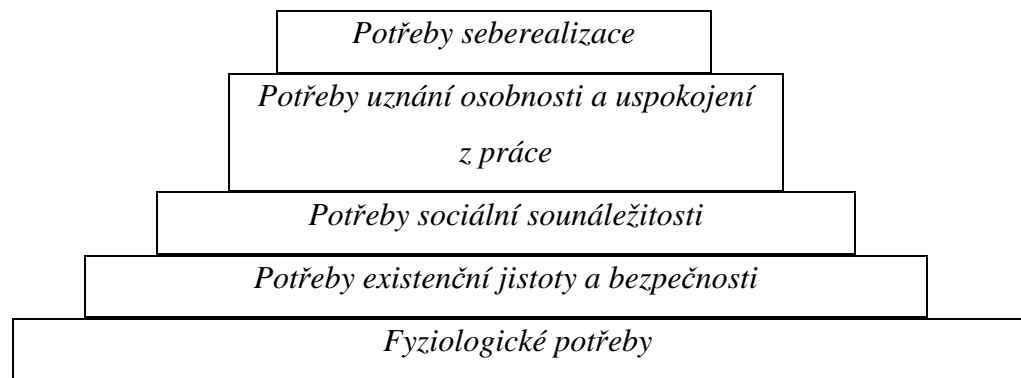 Potřeby seberealizace
Potřeby uznání osobnosti a uspokojení
z práce
Potřeby sociální sounáležitosti
Potřeby existenční jistoty a bezpečnosti
Fyziologické potřeby